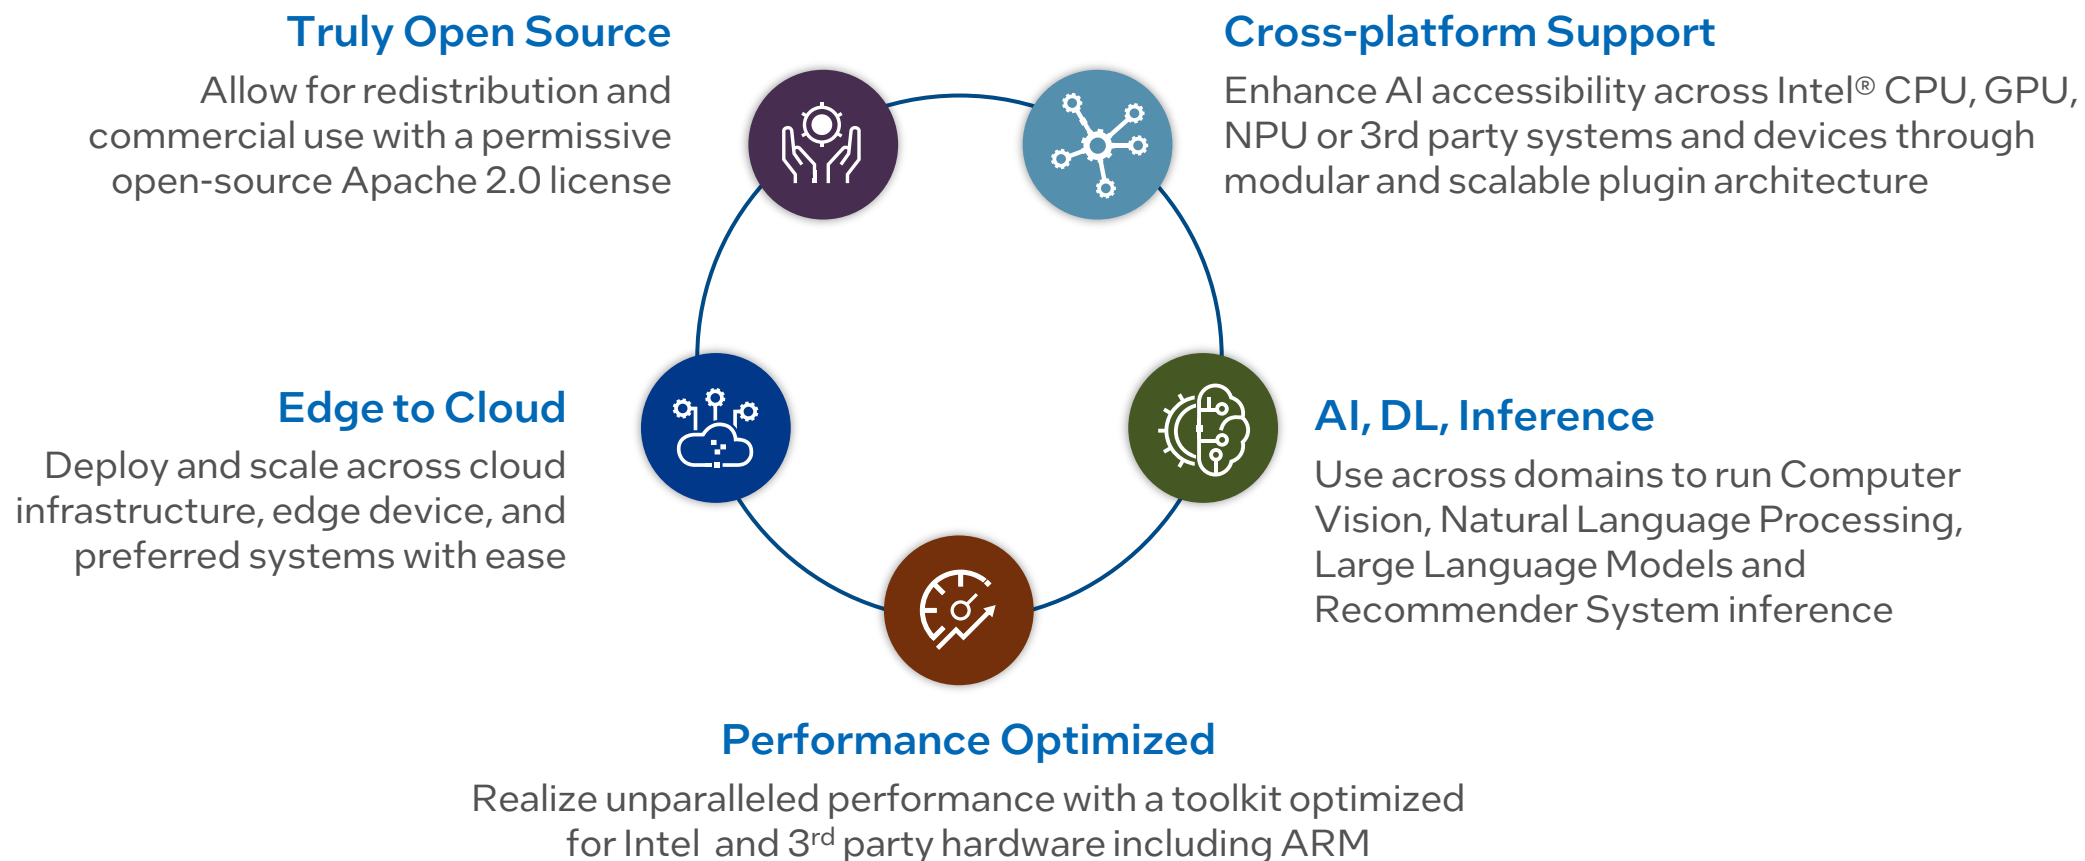 Truly Open Source
Allow for redistribution and
commercial use with a permissive
open-source Apache 2.0 license
Cross-platform Support
Enhance AI accessibility across Intel® CPU, GPU,
NPU or 3rd party systems and devices through
modular and scalable plugin architecture
Edge to Cloud
Deploy and scale across cloud
infrastructure, edge device, and
preferred systems with ease
AI, DL, Inference
Use across domains to run Computer
Vision, Natural Language Processing,
Large Language Models and
Recommender System inference
Performance Optimized
Realize unparalleled performance with a toolkit optimized
for Intel  and 3rd party hardware including ARM